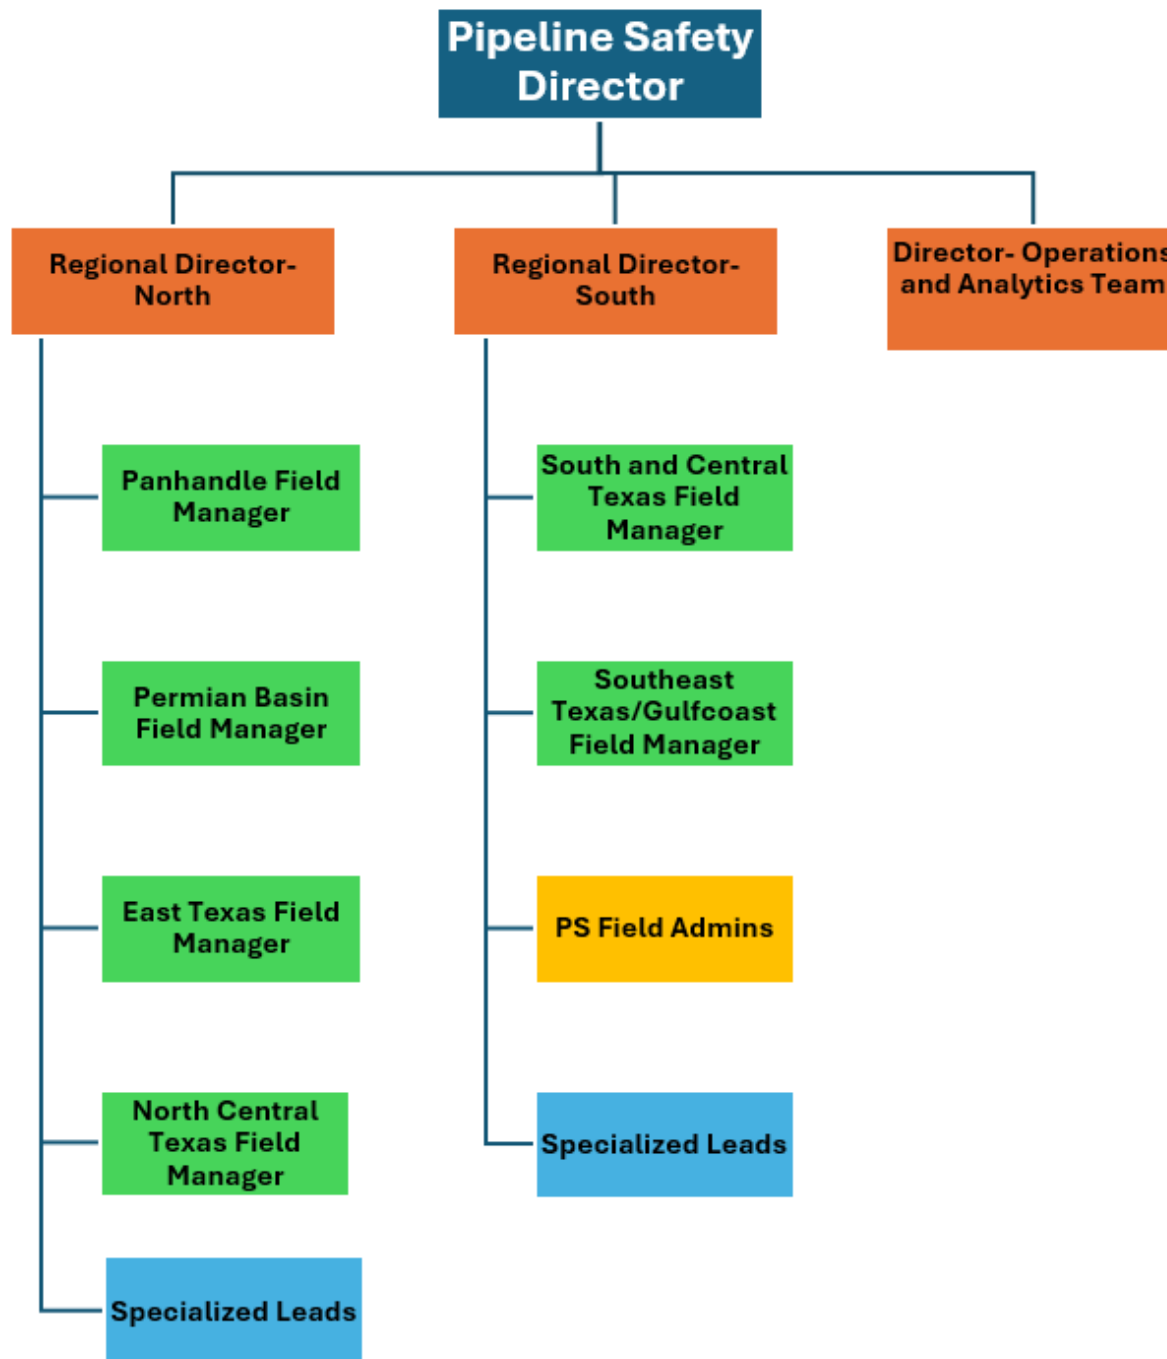 Pipeline Safety
Director
Regional Director-
North
Regional Director-
South
Director- Operations
and Analytics Team
Panhandle Field
Manager
Permian Basin
Field Manager
East Texas Field
Manager
North Central
Texas Field
Manager
Specialized Leads
South and Central
Texas Field
Manager
Southeast
Texas/Gulfcoast
Field Manager
PS Field Admins
Specialized Leads